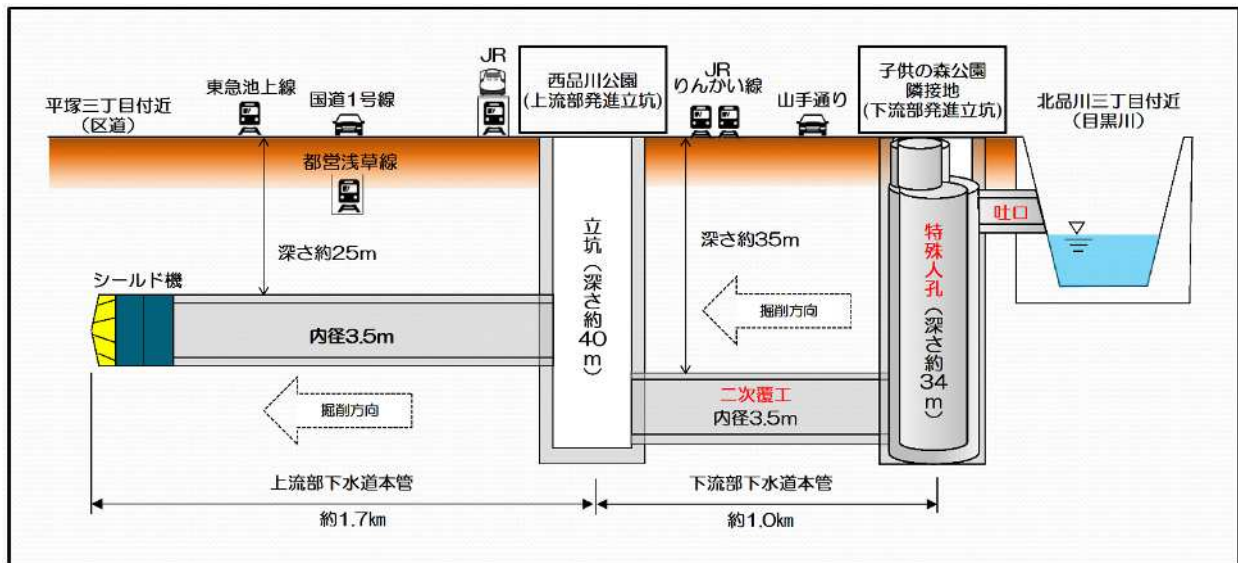 平塚三丁目付近
（区道）
東急池上線
国道1号線
JR
西品川公園
(上流部発進立坑)
JR
りんかい線
山手通り
子供の森公園
隣接地
(下流部発進立坑)
北品川三丁目付近
（目黒川）
都営浅草線
深さ約25m
シールド機
内径3.5m
掘削方向
立坑（深さ約40m）
深さ約35m
掘削方向
二次覆工
内径3.5m
特殊人孔（深さ約34m）
吐口
上流部下水道本管
約1.7㎞
下流部下水道本管
約1.0㎞